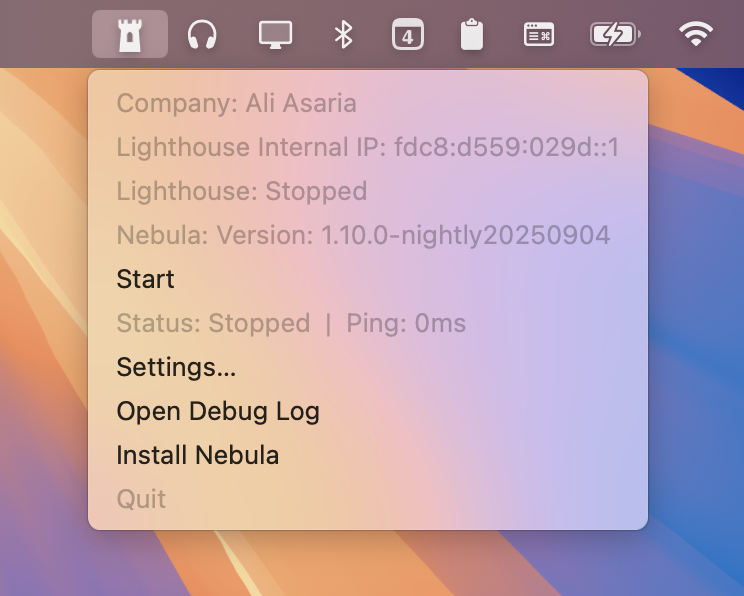 4
Company: Ali Asaria
Lighthouse Internal IP: fdc8:d559:029d::1
Lighthouse: Stopped
Nebula: Version: 1.10.0-nightly20250904
Start
Status: Stopped | Ping: 0ms
Settings...
Open Debug Log
Install Nebula
Quit